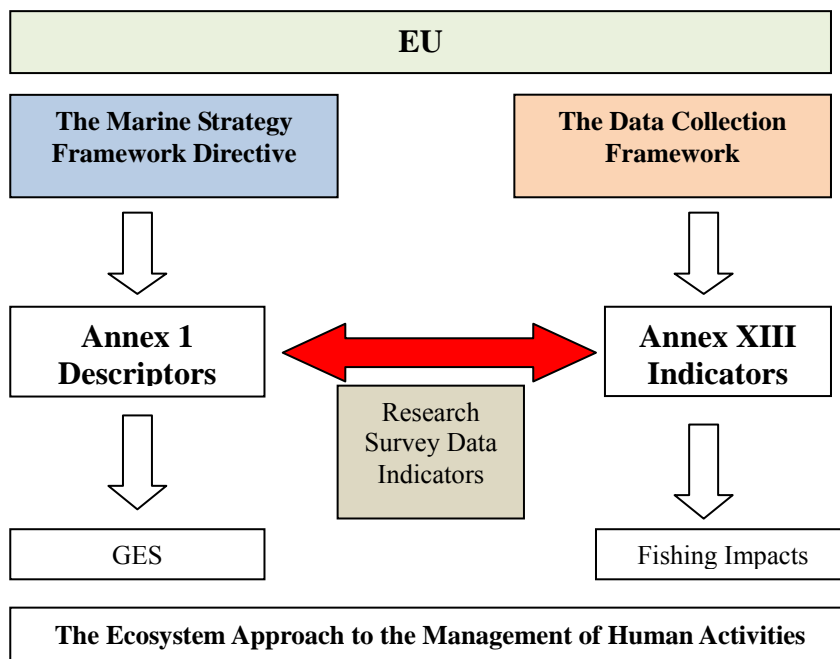 EU
The Marine Strategy
Framework Directive
The Data Collection
Framework
Annex 1
Descriptors
Annex XIII
Indicators
Research
Survey Data
Indicators
GES
Fishing Impacts
The Ecosystem Approach to the Management of Human Activities